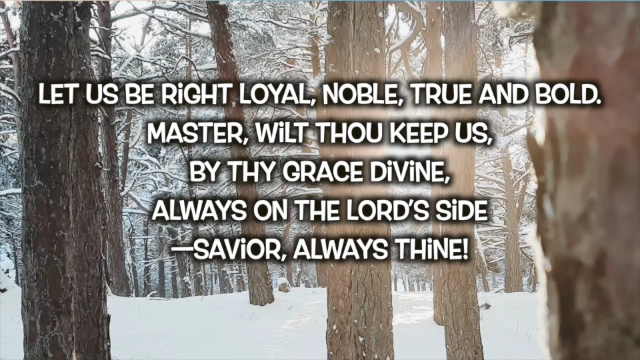 LET US BE RIGHT LOYAL, NOBLE, TRUE AND BOLD.
MASTER, WILT THOU KEEP US,
BY THY GRACE DIVINE,
ALWAYS ON THE LORD'S SIDE
—SAVIOR, ALWAYS THINE!